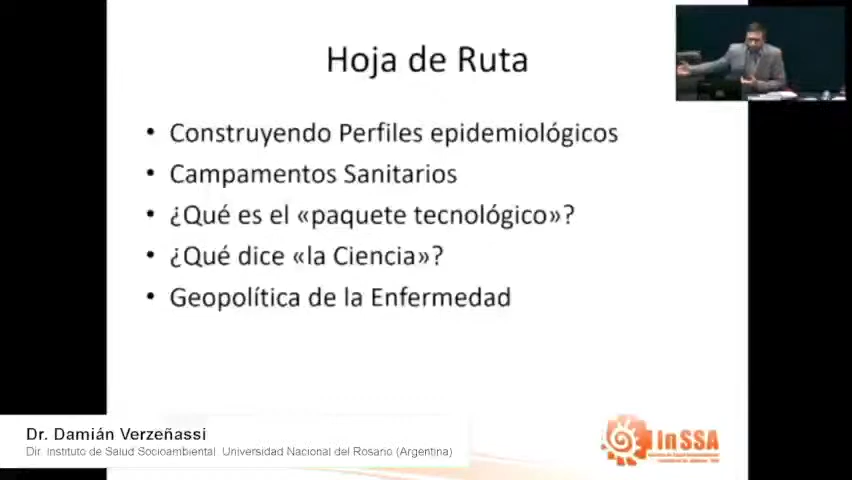 Hoja de Ruta
• Construyendo Perfiles epidemiológicos
• Campamentos Sanitarios
• ¿Qué es el «paquete tecnológico»?
• ¿Qué dice «la Ciencia»?
• Geopolítica de la Enfermedad
Dr. Damián Verzeñassi
Dir. Instituto de Salud Socioambiental Universidad Nacional del Rosario (Argentina)
InSSA